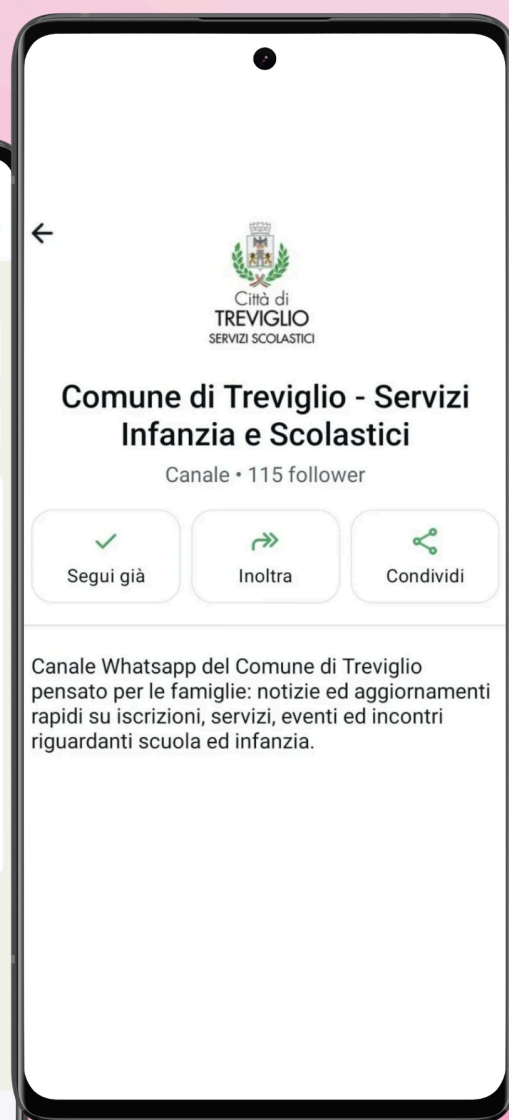 Città di
TREVIGLIO
SERVIZI SCOLASTICI
Comune di Treviglio - Servizi
Infanzia e Scolastici
Canale • 115 follower
Segui già
Inoltra
Condividi
Canale Whatsapp del Comune di Treviglio
pensato per le famiglie: notizie ed aggiornamenti
rapidi su iscrizioni, servizi, eventi ed incontri
riguardanti scuola ed infanzia.